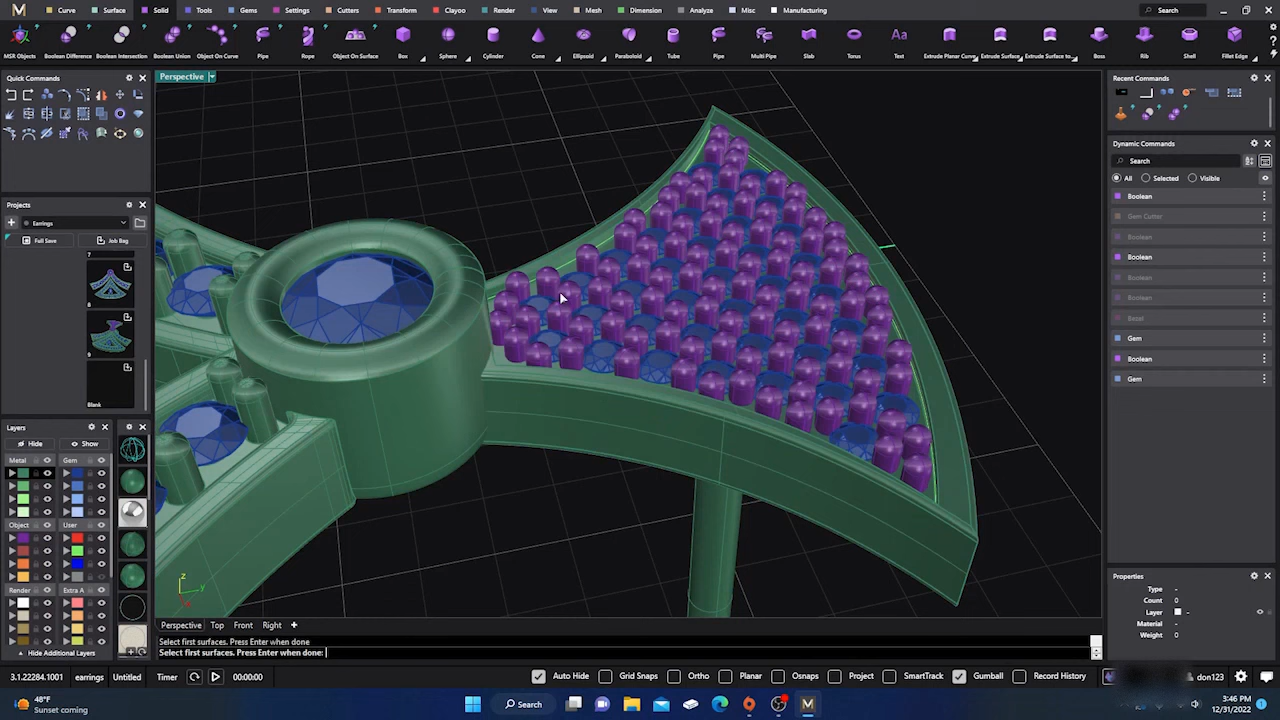 Curve Surface Solid Tools Gems Settings Cutters Transform Clayoo Render View Mesh Dimension Analyze Misc Manufacturing Search
MSR Objects Boolean Difference Boolean Intersection Boolean Union Object On Curve Pipe Rope Object On Surface Box Sphere Cylinder Cone Ellipsoid Paraboloid Tube Pipe Multi Pipe Slab Torus Text Extrude Planar Curve Extrude Surface Extrude Surface to... Boss Rib Shell Fillet Edge
Quick Commands
Perspective
Recent Commands
Dynamic Commands
Search
All Selected Visible
Boolean
Gem Cutter
Boolean
Boolean
Boolean
Boolean
Bezel
Gem
Boolean
Gem
Projects
Earrings
Full Save Job Bag
7
8
9
Blank
Layers
Hide Show
Metal Gem
Object User
Render Extra A
Hide Additional Layers
z
y
x
Properties
Type -
Count 0
Layer -
Material -
Weight 0
Perspective Top Front Right
Select first surfaces. Press Enter when done
Select first surfaces. Press Enter when done:
3.1.22284.1001 earrings Untitled Timer 00:00:00 Auto Hide Grid Snaps Ortho Planar Osnaps Project SmartTrack Gumball Record History don123
48°F
Sunset coming
Search
3:46 PM
12/31/2022